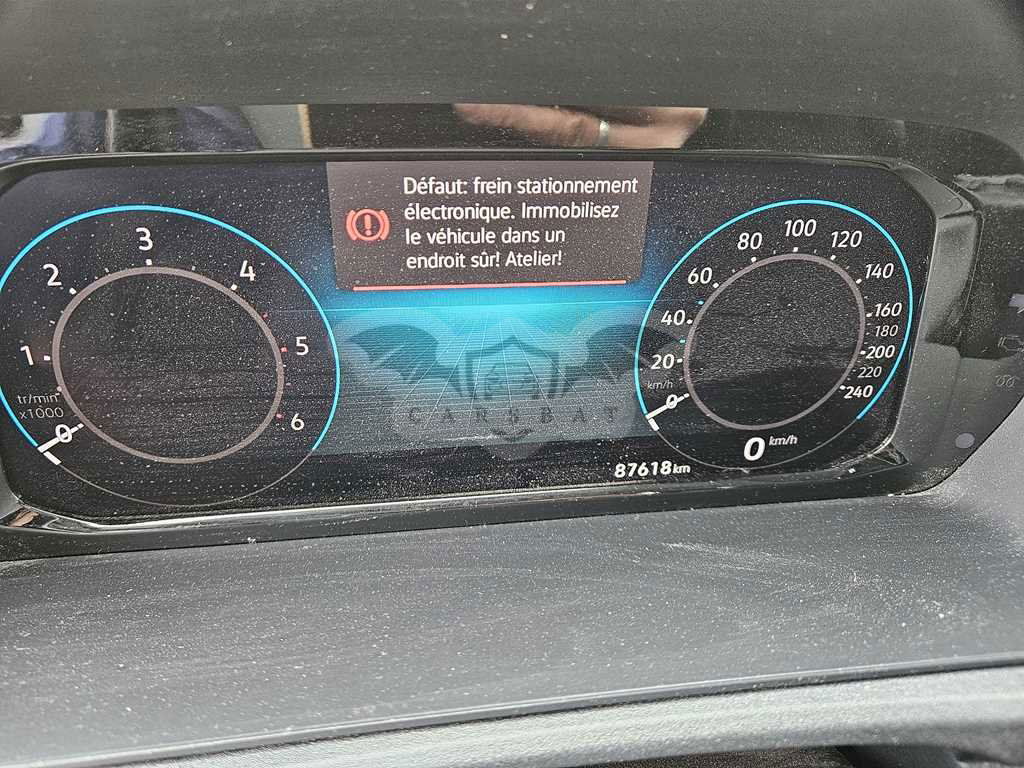 Défaut: frein stationnement
électronique. Immobilisez
le véhicule dans un
endroit sûr! Atelier!
0
1
2
3
4
5
6
tr/min
x1000
0
20
40
60
80
100
120
140
160
180
200
220
240
km/h
0 km/h
CARSBAT
87618 km